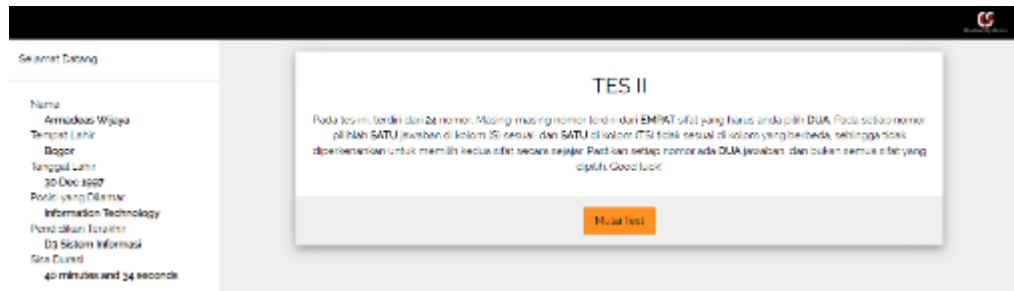 Selamat Datang
Nama
Armadeas Wijaya
Tempat Lahir
Bogor
Tanggal Lahir
30 Dec 1997
Posisi yang Dilamar
Information Technology
Pendidikan Terakhir
D3 Sistem Informasi
Sisa Durasi
40 minutes and 34 seconds
TES II
Pada tes ini, terdiri dari 24 nomor. Masing-masing nomor terdiri dari EMPAT sifat yang harus anda pilih DUA. Pada setiap nomor
pilihlah SATU jawaban di kolom (S) sesuai, dan SATU di kolom (TS) tidak sesuai di kolom yang berbeda, sehingga tidak
diperkenankan untuk memilih kedua sifat secara sejajar. Pastikan setiap nomor ada DUA jawaban, dan bukan semua sifat yang
dipilih. Good luck!
Mulai Test